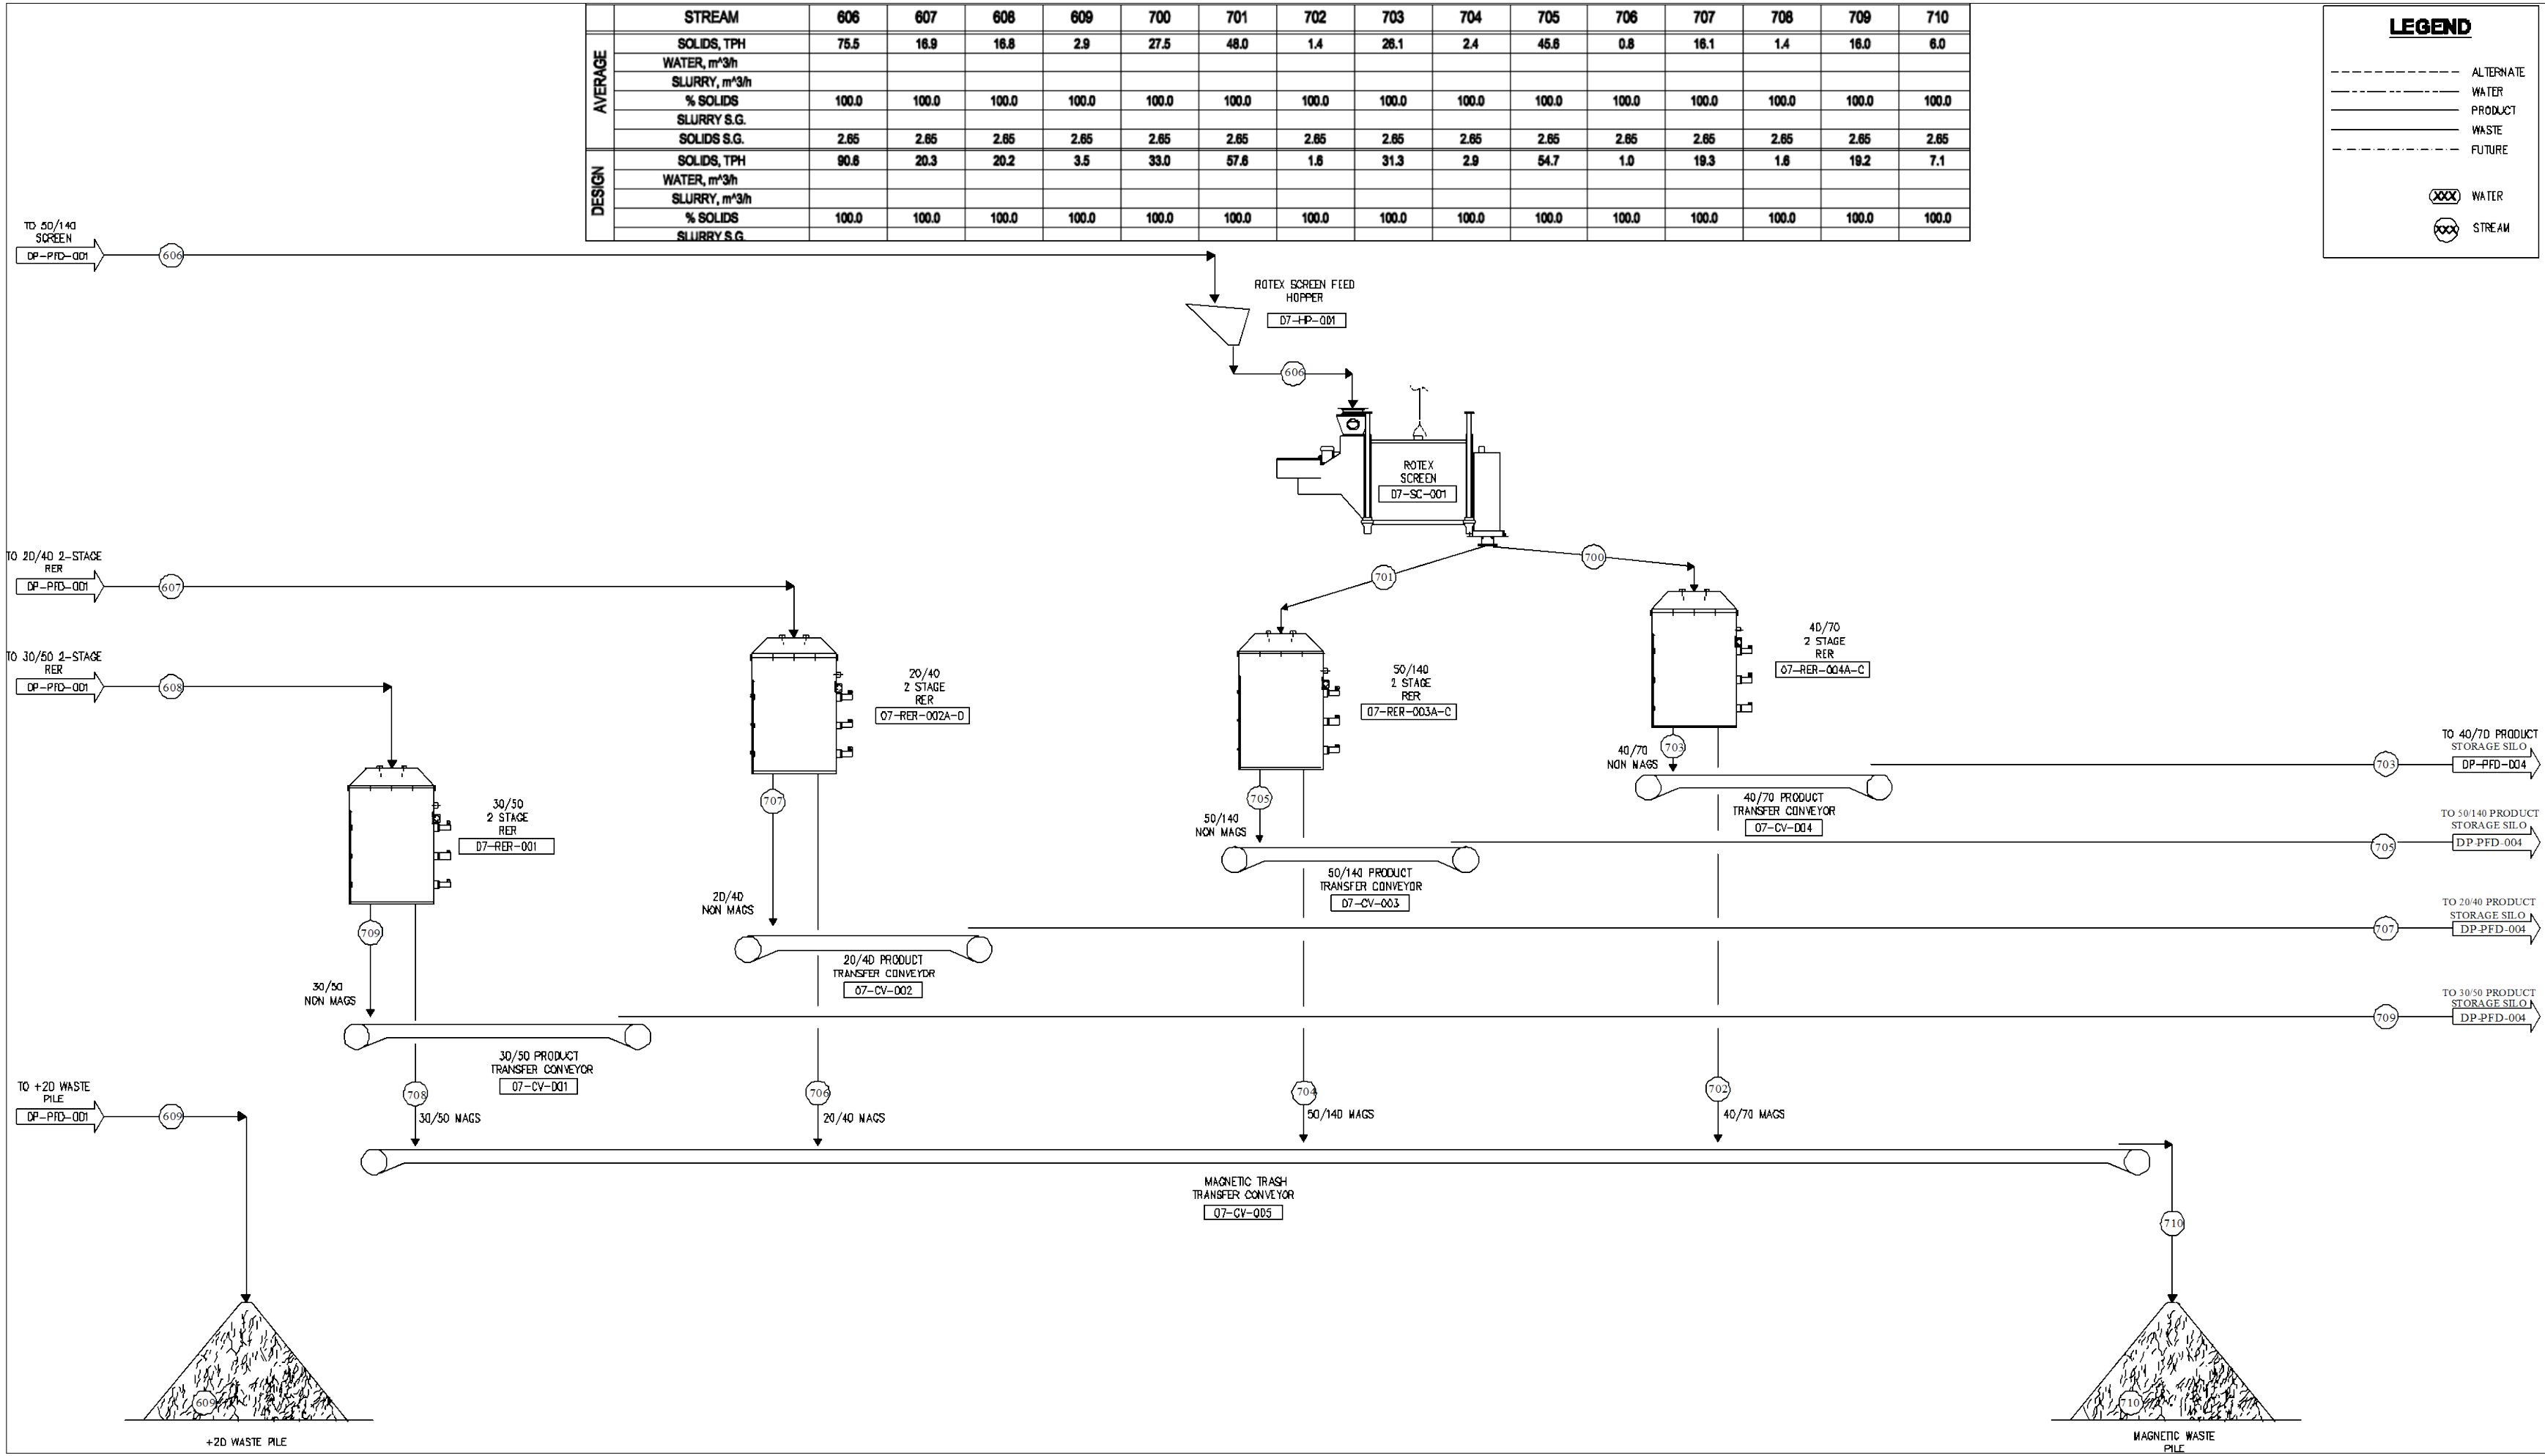 STREAM 606 607 608 609 700 701 702 703 704 705 706 707 708 709 710
AVERAGE
SOLIDS, TPH 75.5 16.9 16.8 2.9 27.5 48.0 1.4 26.1 2.4 45.6 0.8 16.1 1.4 16.0 6.0
WATER, m^3/h
SLURRY, m^3/h
% SOLIDS 100.0 100.0 100.0 100.0 100.0 100.0 100.0 100.0 100.0 100.0 100.0 100.0 100.0 100.0 100.0
SLURRY S.G.
SOLIDS S.G. 2.65 2.65 2.65 2.65 2.65 2.65 2.65 2.65 2.65 2.65 2.65 2.65 2.65 2.65 2.65
DESIGN
SOLIDS, TPH 90.6 20.3 20.2 3.5 33.0 57.6 1.6 31.3 2.9 54.7 1.0 19.3 1.6 19.2 7.1
WATER, m^3/h
SLURRY, m^3/h
% SOLIDS 100.0 100.0 100.0 100.0 100.0 100.0 100.0 100.0 100.0 100.0 100.0 100.0 100.0 100.0 100.0
SLURRY S.G.
LEGEND
ALTERNATE
WATER
PRODUCT
WASTE
FUTURE
XXX WATER
XXX STREAM
TO 50/140
SCREEN
DP-PFD-001
606
ROTEX SCREEN FEED
HOPPER
07-HP-001
606
ROTEX
SCREEN
07-SC-001
701
700
TO 20/40 2-STAGE
RER
DP-PFD-001
607
TO 30/50 2-STAGE
RER
DP-PFD-001
608
20/40
2 STAGE
RER
07-RER-002A-D
50/140
2 STAGE
RER
07-RER-003A-C
40/70
2 STAGE
RER
07-RER-004A-C
30/50
2 STAGE
RER
07-RER-001
707
705
703
40/70
NON MAGS
50/140
NON MAGS
20/40
NON MAGS
709
30/50
NON MAGS
40/70 PRODUCT
TRANSFER CONVEYOR
07-CV-004
50/140 PRODUCT
TRANSFER CONVEYOR
07-CV-003
20/40 PRODUCT
TRANSFER CONVEYOR
07-CV-002
30/50 PRODUCT
TRANSFER CONVEYOR
07-CV-001
703
TO 40/70 PRODUCT
STORAGE SILO
DP-PFD-004
705
TO 50/140 PRODUCT
STORAGE SILO
DP-PFD-004
707
TO 20/40 PRODUCT
STORAGE SILO
DP-PFD-004
709
TO 30/50 PRODUCT
STORAGE SILO
DP-PFD-004
TO +20 WASTE
PILE
DP-PFD-001
609
708
30/50 MAGS
706
20/40 MAGS
704
50/140 MAGS
702
40/70 MAGS
MAGNETIC TRASH
TRANSFER CONVEYOR
07-CV-005
710
609
+20 WASTE PILE
710
MAGNETIC WASTE
PILE